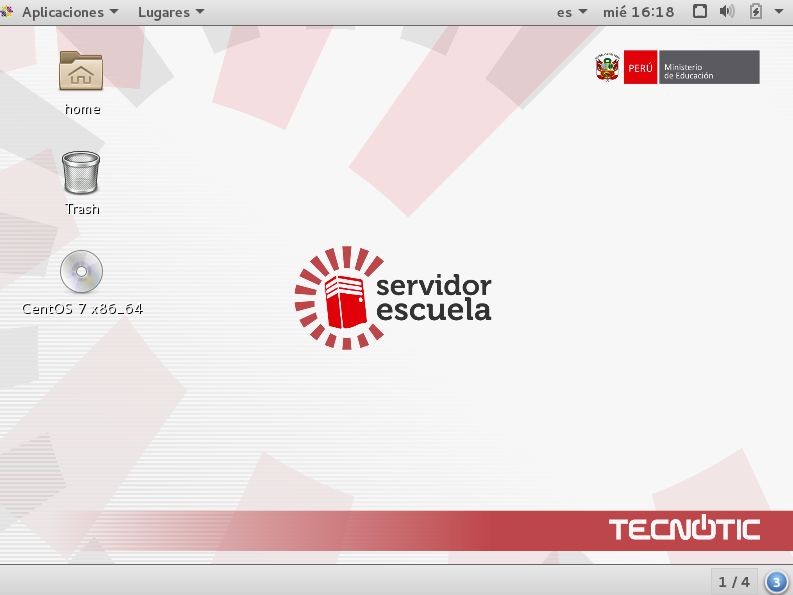 Aplicaciones Lugares es mié 16:18
PERÚ Ministerio
de Educación
home
Trash
CentOS 7 x86_64
servidor
escuela
TECNOTIC
1 / 4 3